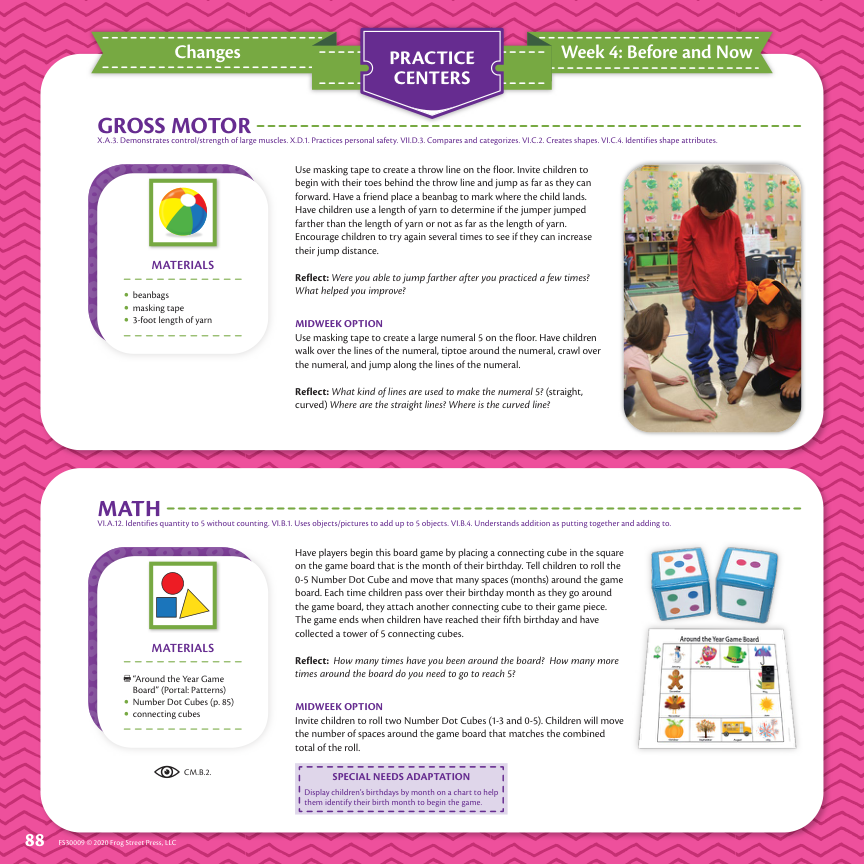 Changes
PRACTICE
CENTERS
Week 4: Before and Now
GROSS MOTOR
X.A.3. Demonstrates control/strength of large muscles. X.D.1. Practices personal safety. VII.D.3. Compares and categorizes. VI.C.2. Creates shapes. VI.C.4. Identifies shape attributes.
MATERIALS
• beanbags
• masking tape
• 3-foot length of yarn
Use masking tape to create a throw line on the floor. Invite children to
begin with their toes behind the throw line and jump as far as they can
forward. Have a friend place a beanbag to mark where the child lands.
Have children use a length of yarn to determine if the jumper jumped
farther than the length of yarn or not as far as the length of yarn.
Encourage children to try again several times to see if they can increase
their jump distance.
Reflect: Were you able to jump farther after you practiced a few times?
What helped you improve?
MIDWEEK OPTION
Use masking tape to create a large numeral 5 on the floor. Have children
walk over the lines of the numeral, tiptoe around the numeral, crawl over
the numeral, and jump along the lines of the numeral.
Reflect: What kind of lines are used to make the numeral 5? (straight,
curved) Where are the straight lines? Where is the curved line?
MATH
VI.A.12. Identifies quantity to 5 without counting. VI.B.1. Uses objects/pictures to add up to 5 objects. VI.B.4. Understands addition as putting together and adding to.
MATERIALS
"Around the Year Game
Board" (Portal: Patterns)
• Number Dot Cubes (p. 85)
• connecting cubes
CM.B.2.
Have players begin this board game by placing a connecting cube in the square
on the game board that is the month of their birthday. Tell children to roll the
0-5 Number Dot Cube and move that many spaces (months) around the game
board. Each time children pass over their birthday month as they go around
the game board, they attach another connecting cube to their game piece.
The game ends when children have reached their fifth birthday and have
collected a tower of 5 connecting cubes.
Reflect: How many times have you been around the board? How many more
times around the board do you need to go to reach 5?
MIDWEEK OPTION
Invite children to roll two Number Dot Cubes (1-3 and 0-5). Children will move
the number of spaces around the game board that matches the combined
total of the roll.
SPECIAL NEEDS ADAPTATION
Display children's birthdays by month on a chart to help
them identify their birth month to begin the game.
Around the Year Game Board
88
FS30009 © 2020 Frog Street Press, LLC